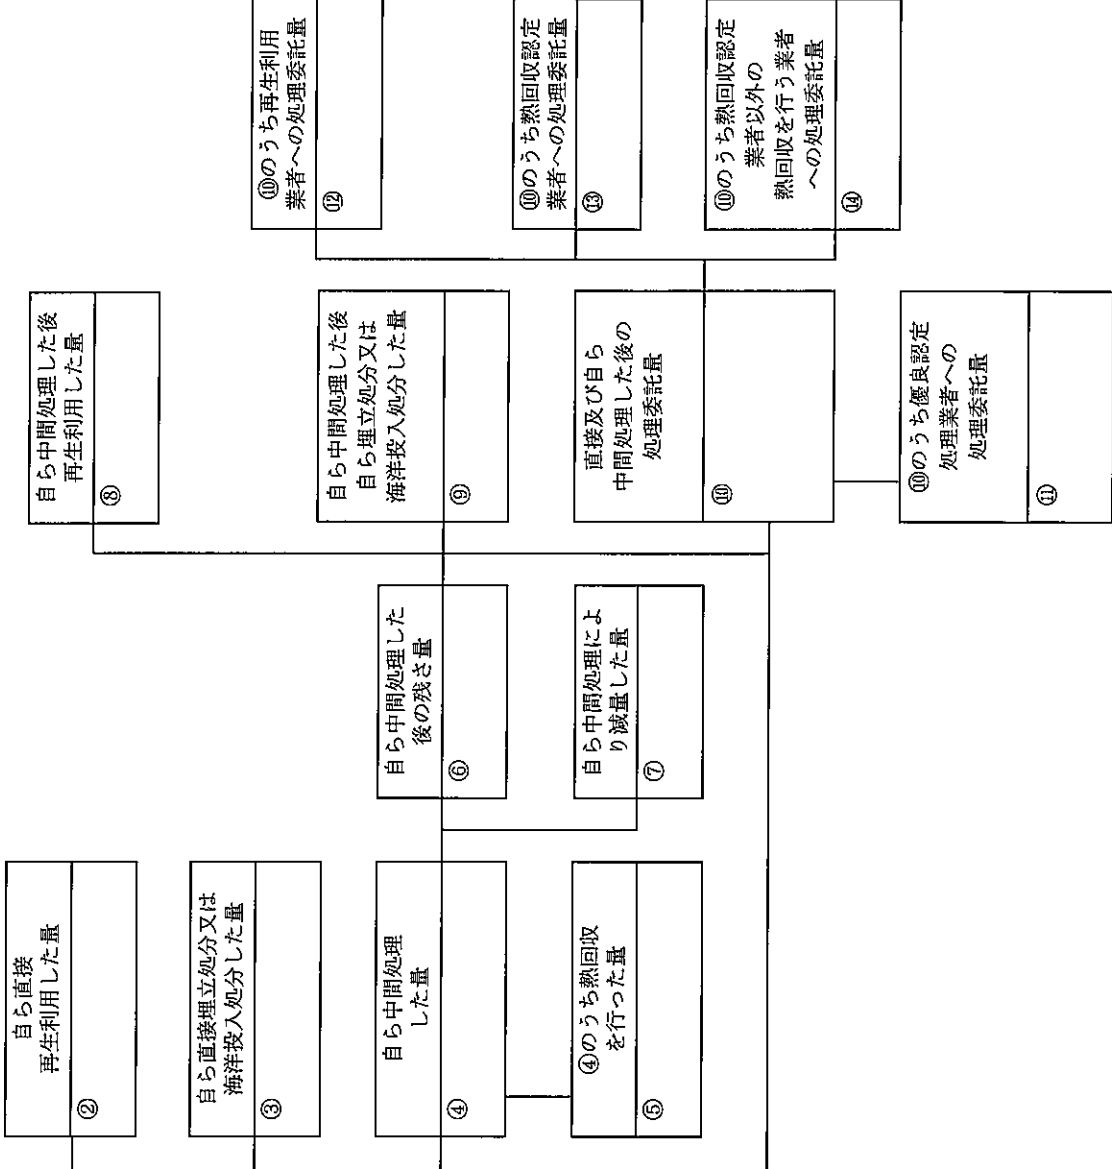 自ら直接
再生利用した量
②
自ら直接埋立処分又は
海洋投入処分した量
③
自ら中間処理
した量
④
④のうち熱回収
を行った量
⑤
自ら中間処理した
後の残さ量
⑥
自ら中間処理によ
り減量した量
⑦
自ら中間処理した後
再生利用した量
⑧
自ら中間処理した後
自ら埋立処分又は
海洋投入処分した量
⑨
直接及び自ら
中間処理した後の
処理委託量
⑩
⑩のうち優良認定
処理業者への
処理委託量
⑪
⑩のうち再生利用
業者への処理委託量
⑫
⑩のうち熱回収認定
業者への処理委託量
⑬
⑩のうち熱回収認定
業者以外の
熱回収を行う業者
への処理委託量
⑭